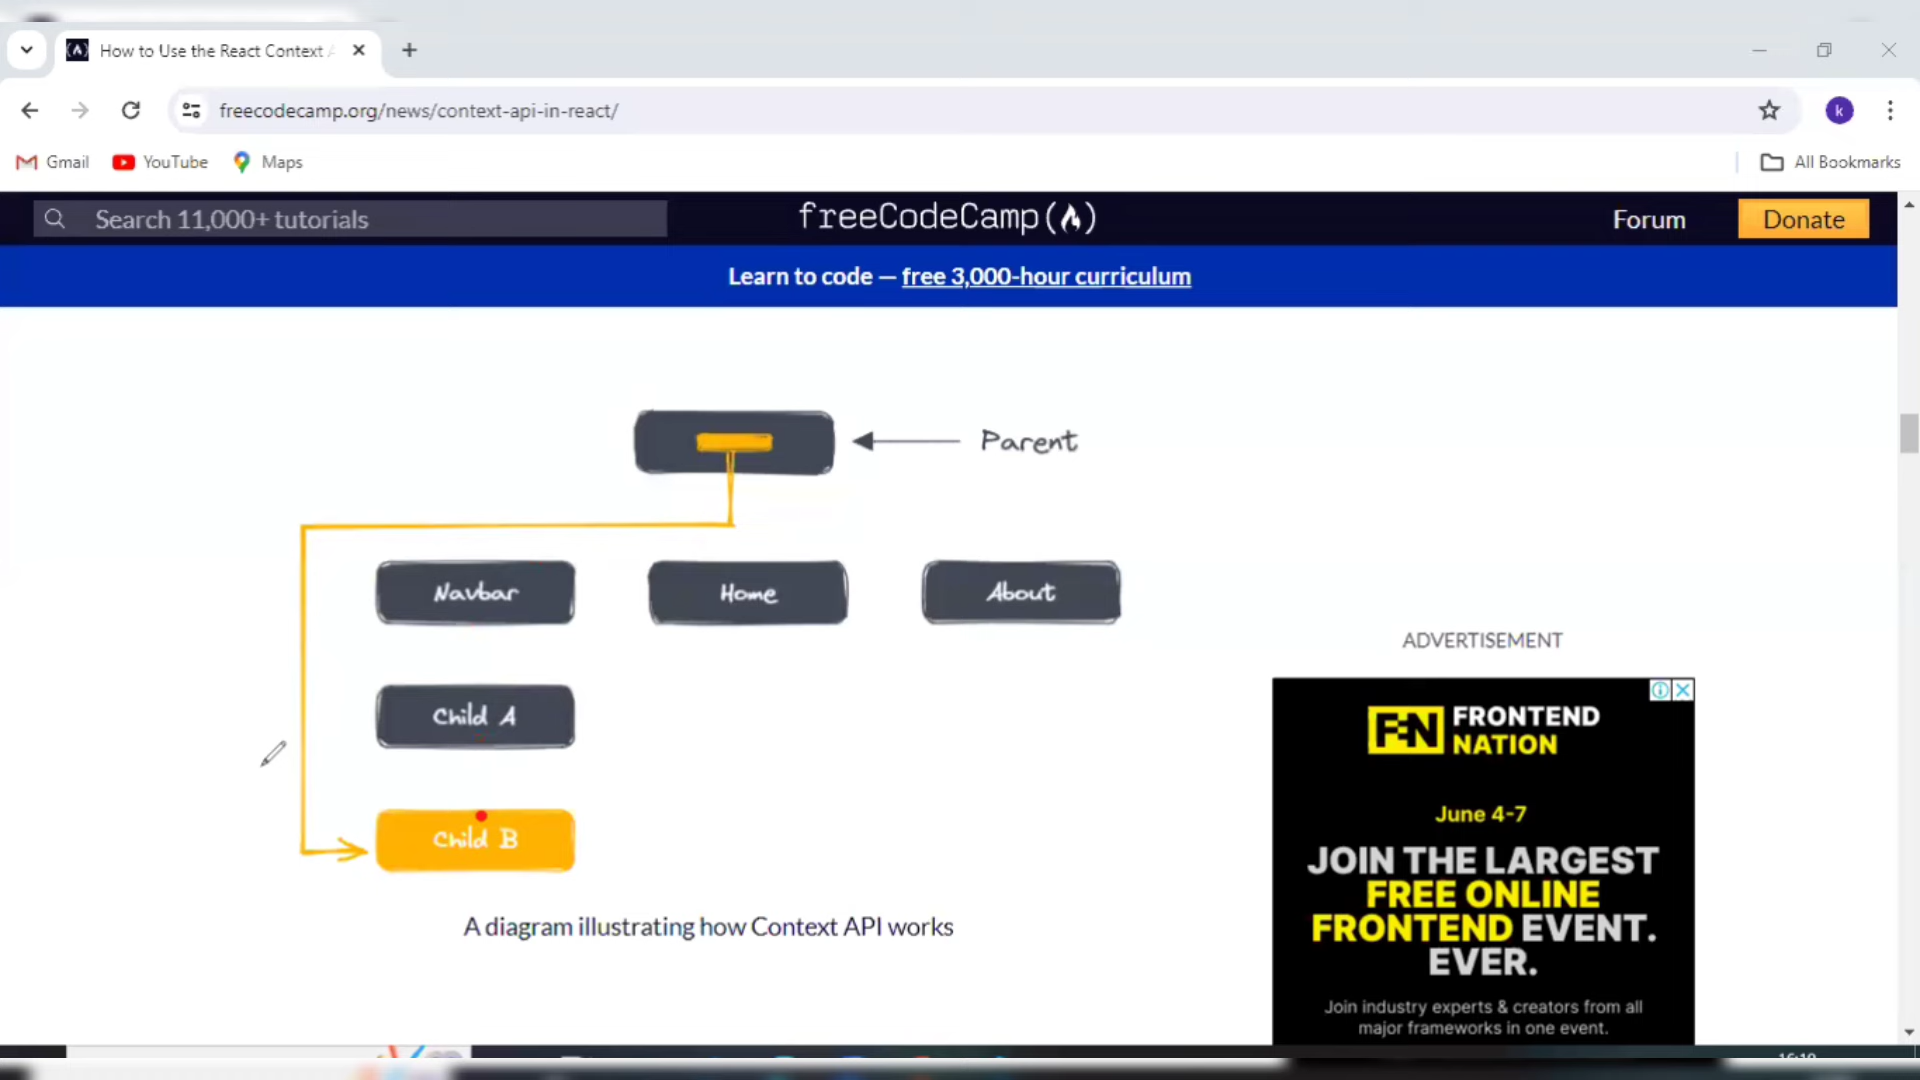 How to Use the React Context A
freecodecamp.org/news/context-api-in-react/
k
Gmail
YouTube
Maps
All Bookmarks
Search 11,000+ tutorials
freeCodeCamp
Forum
Donate
Learn to code — free 3,000-hour curriculum
Parent
Navbar
Home
About
Child A
Child B
A diagram illustrating how Context API works
ADVERTISEMENT
FN
FRONTEND
NATION
June 4-7
JOIN THE LARGEST
FREE ONLINE
FRONTEND EVENT.
EVER.
Join industry experts & creators from all
major frameworks in one event.